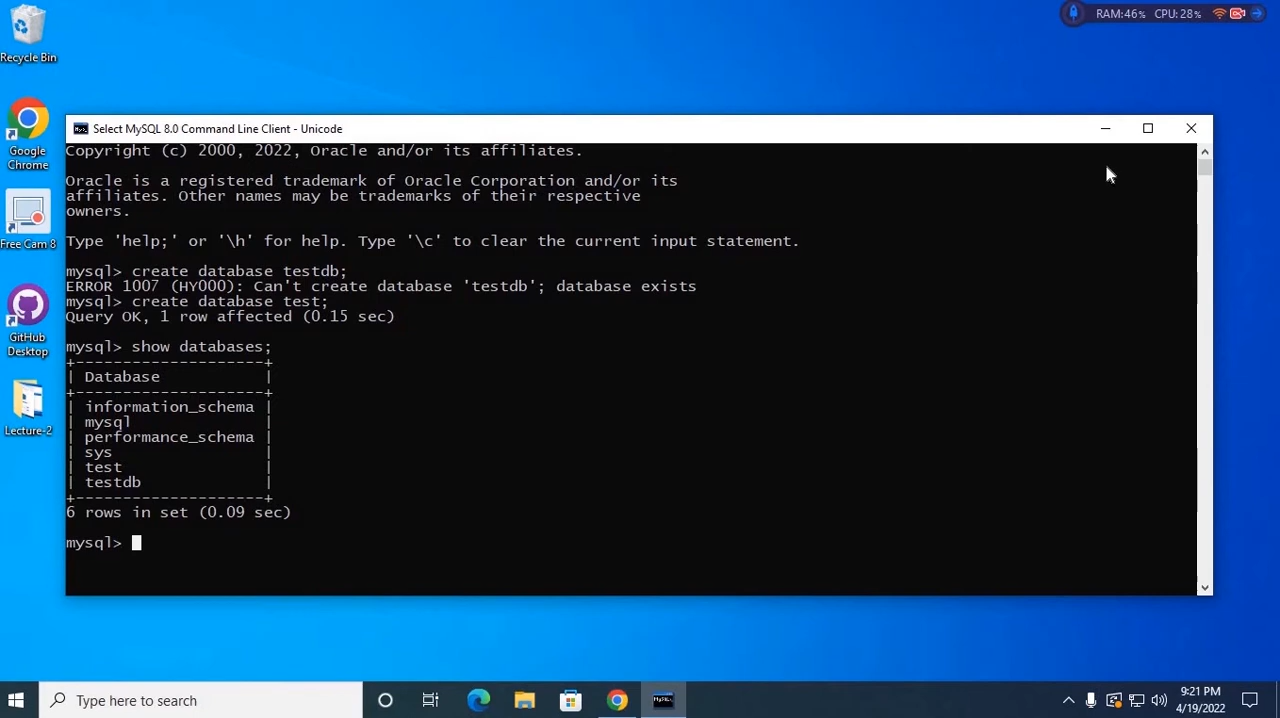 RAM:46% CPU:28%
Recycle Bin
Google
Chrome
Free Cam 8
GitHub
Desktop
Lecture-2
Select MySQL 8.0 Command Line Client - Unicode
Copyright (c) 2000, 2022, Oracle and/or its affiliates.
Oracle is a registered trademark of Oracle Corporation and/or its
affiliates. Other names may be trademarks of their respective
owners.
Type 'help;' or '\h' for help. Type '\c' to clear the current input statement.
mysql> create database testdb;
ERROR 1007 (HY000): Can't create database 'testdb'; database exists
mysql> create database test;
Query OK, 1 row affected (0.15 sec)
mysql> show databases;
+--------------------+
| Database           |
+--------------------+
| information_schema |
| mysql              |
| performance_schema |
| sys                |
| test               |
| testdb             |
+--------------------+
6 rows in set (0.09 sec)
mysql>
Type here to search
MySQL
9:21 PM
4/19/2022